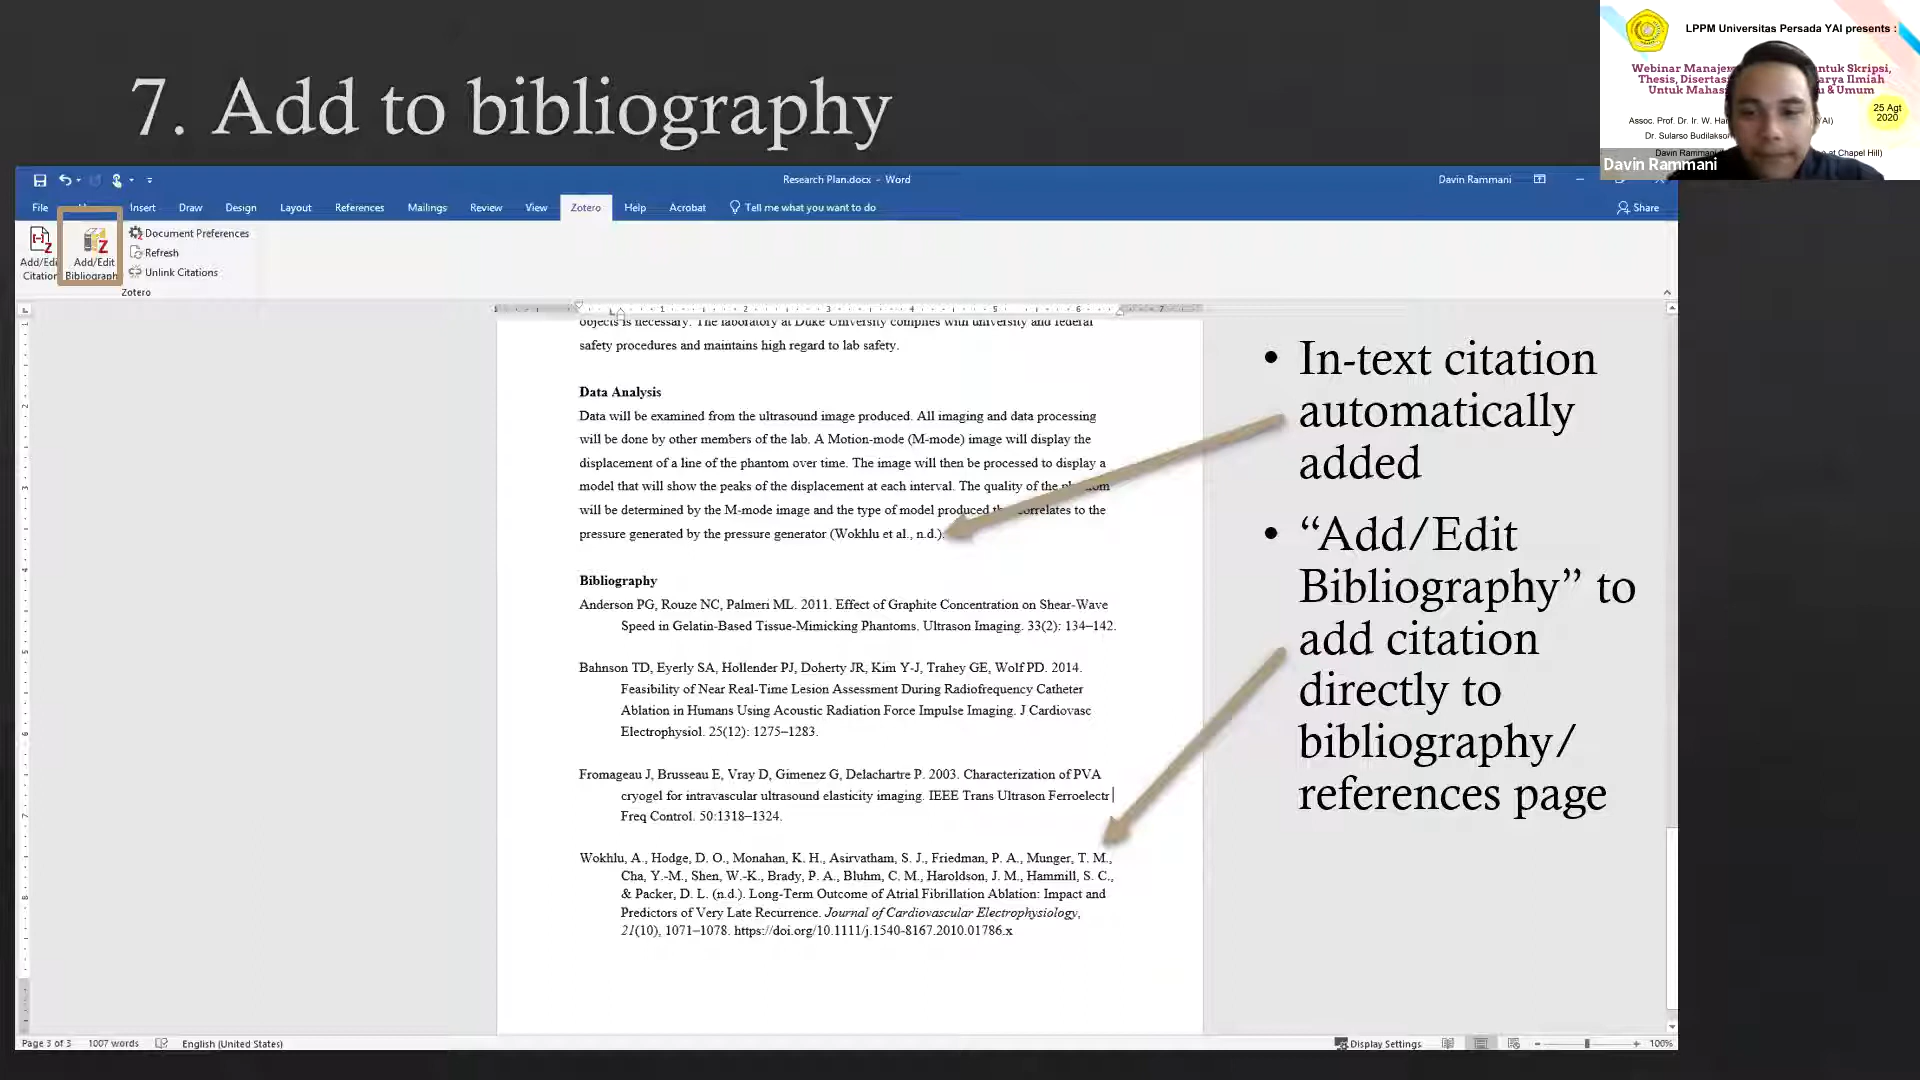 7. Add to bibliography
LPPM Universitas Persada YAI presents :
25 Agt
2020
Davin Rammani
Research Plan.docx - Word
Davin Rammani
File
Insert
Draw
Design
Layout
References
Mailings
Review
View
Zotero
Help
Acrobat
Tell me what you want to do
Share
Add/Edit
Bibliography
Document Preferences
Refresh
Unlink Citations
Zotero
safety procedures and maintains high regard to lab safety.
Data Analysis
Data will be examined from the ultrasound image produced. All imaging and data processing
will be done by other members of the lab. A Motion-mode (M-mode) image will display the
displacement of a line of the phantom over time. The image will then be processed to display a
model that will show the peaks of the displacement at each interval. The quality of the
will be determined by the M-mode image and the type of model produced correlates to the
pressure generated by the pressure generator (Wokhlu et al., n.d.).
Bibliography
Anderson PG, Rouze NC, Palmeri ML. 2011. Effect of Graphite Concentration on Shear-Wave
Speed in Gelatin-Based Tissue-Mimicking Phantoms. Ultrason Imaging. 33(2): 134–142.
Bahnson TD, Eyerly SA, Hollender PJ, Doherty JR, Kim Y-J, Trahey GE, Wolf PD. 2014.
Feasibility of Near Real-Time Lesion Assessment During Radiofrequency Catheter
Ablation in Humans Using Acoustic Radiation Force Impulse Imaging. J Cardiovasc
Electrophysiol. 25(12): 1275–1283.
Fromageau J, Brusseau E, Vray D, Gimenez G, Delachartre P. 2003. Characterization of PVA
cryogel for intravascular ultrasound elasticity imaging. IEEE Trans Ultrason Ferroelectr
Freq Control. 50:1318–1324.
Wokhlu, A., Hodge, D. O., Monahan, K. H., Asirvatham, S. J., Friedman, P. A., Munger, T. M.,
Cha, Y.-M., Shen, W.-K., Brady, P. A., Bluhm, C. M., Haroldson, J. M., Hammill, S. C.,
& Packer, D. L. (n.d.). Long-Term Outcome of Atrial Fibrillation Ablation: Impact and
Predictors of Very Late Recurrence. Journal of Cardiovascular Electrophysiology,
21(10), 1071–1078. https://doi.org/10.1111/j.1540-8167.2010.01786.x
• In-text citation
automatically
added
• “Add/Edit
Bibliography” to
add citation
directly to
bibliography/
references page
Page 3 of 3
1007 words
English (United States)
Display Settings
100%